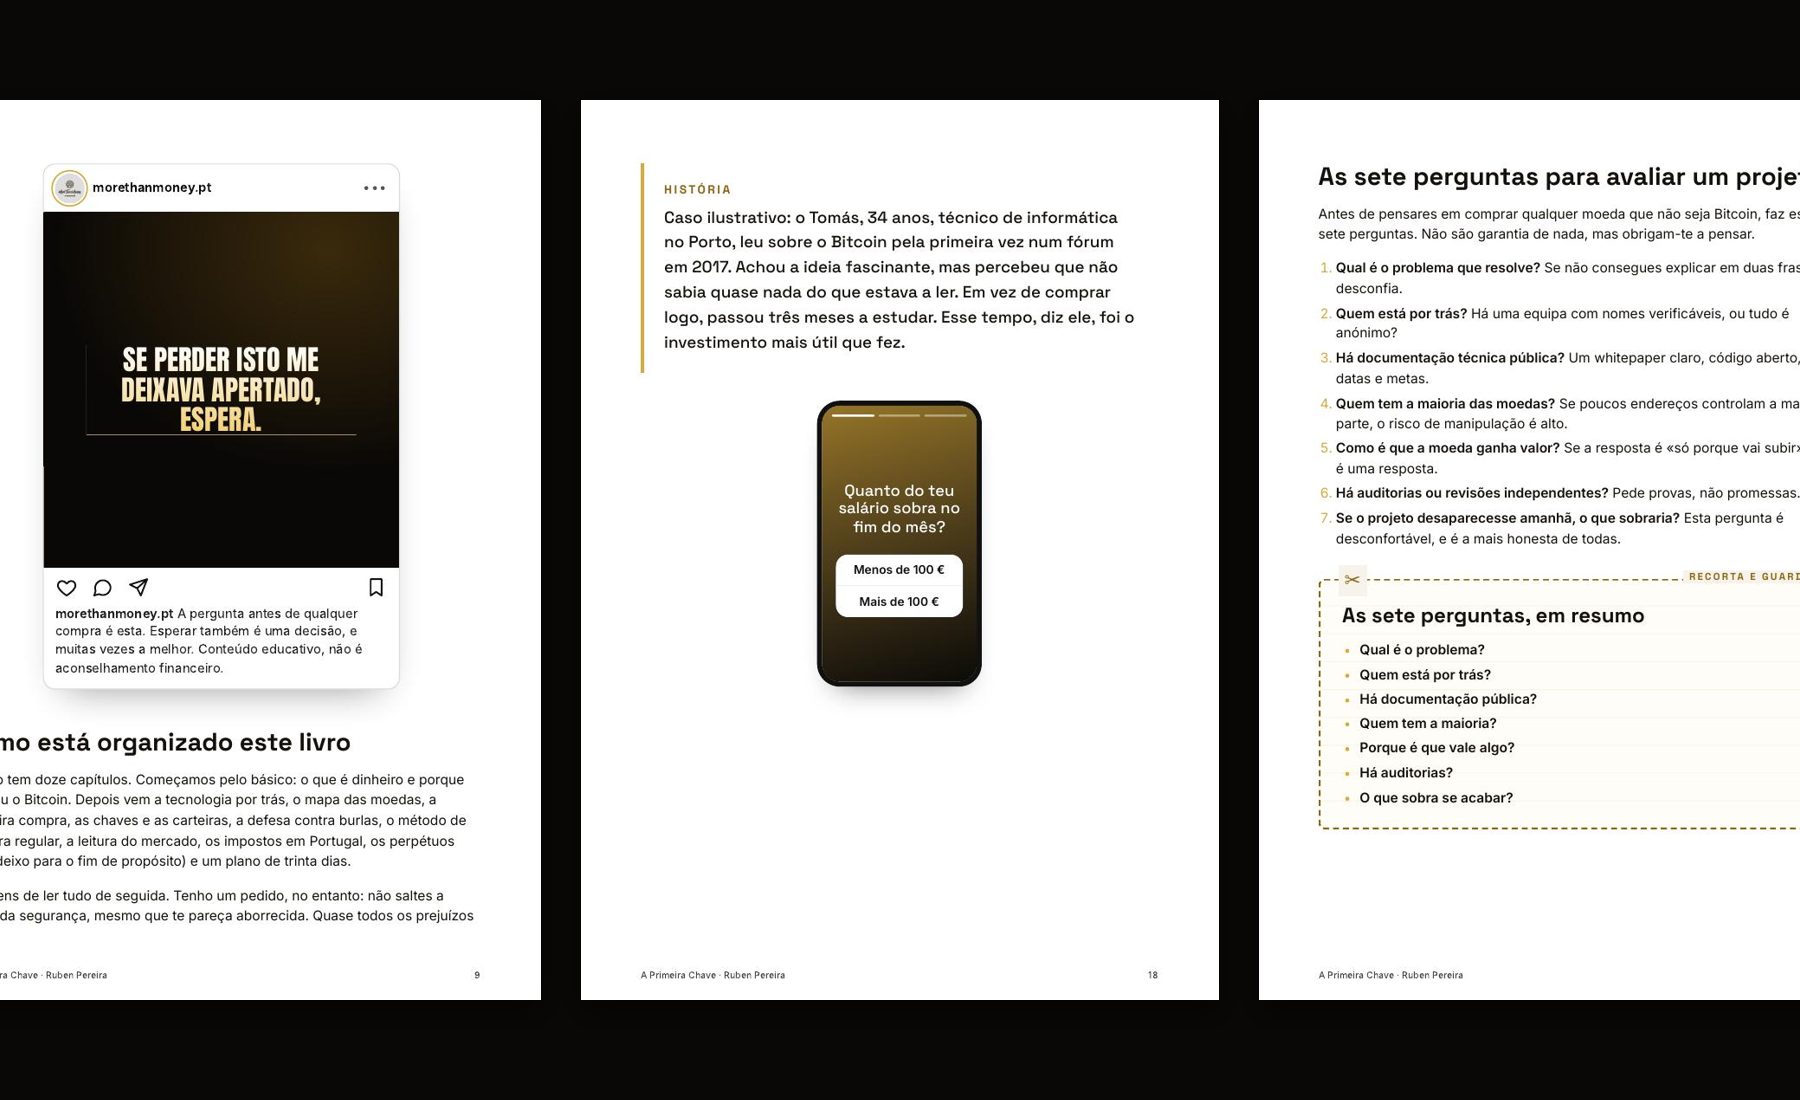 morethanmoney.pt
SE PERDER ISTO ME
DEIXAVA APERTADO,
ESPERA.
morethanmoney.pt A pergunta antes de qualquer
compra é esta. Esperar também é uma decisão, e
muitas vezes a melhor. Conteúdo educativo, não é
aconselhamento financeiro.
mo está organizado este livro
o tem doze capítulos. Começamos pelo básico: o que é dinheiro e porque
u o Bitcoin. Depois vem a tecnologia por trás, o mapa das moedas, a
ira compra, as chaves e as carteiras, a defesa contra burlas, o método de
ra regular, a leitura do mercado, os impostos em Portugal, os perpétuos
deixo para o fim de propósito) e um plano de trinta dias.
ens de ler tudo de seguida. Tenho um pedido, no entanto: não saltes a
da segurança, mesmo que te pareça aborrecida. Quase todos os prejuízos
ra Chave · Ruben Pereira
9
HISTÓRIA
Caso ilustrativo: o Tomás, 34 anos, técnico de informática
no Porto, leu sobre o Bitcoin pela primeira vez num fórum
em 2017. Achou a ideia fascinante, mas percebeu que não
sabia quase nada do que estava a ler. Em vez de comprar
logo, passou três meses a estudar. Esse tempo, diz ele, foi o
investimento mais útil que fez.
Quanto do teu
salário sobra no
fim do mês?
Menos de 100 €
Mais de 100 €
A Primeira Chave · Ruben Pereira
18
As sete perguntas para avaliar um proje
Antes de pensares em comprar qualquer moeda que não seja Bitcoin, faz es
sete perguntas. Não são garantia de nada, mas obrigam-te a pensar.
1. Qual é o problema que resolve? Se não consegues explicar em duas fras
desconfia.
2. Quem está por trás? Há uma equipa com nomes verificáveis, ou tudo é
anónimo?
3. Há documentação técnica pública? Um whitepaper claro, código aberto,
datas e metas.
4. Quem tem a maioria das moedas? Se poucos endereços controlam a ma
parte, o risco de manipulação é alto.
5. Como é que a moeda ganha valor? Se a resposta é «só porque vai subir»
é uma resposta.
6. Há auditorias ou revisões independentes? Pede provas, não promessas.
7. Se o projeto desaparecesse amanhã, o que sobraria? Esta pergunta é
desconfortável, e é a mais honesta de todas.
RECORTA E GUARD
As sete perguntas, em resumo
Qual é o problema?
Quem está por trás?
Há documentação pública?
Quem tem a maioria?
Porque é que vale algo?
Há auditorias?
O que sobra se acabar?
A Primeira Chave · Ruben Pereira